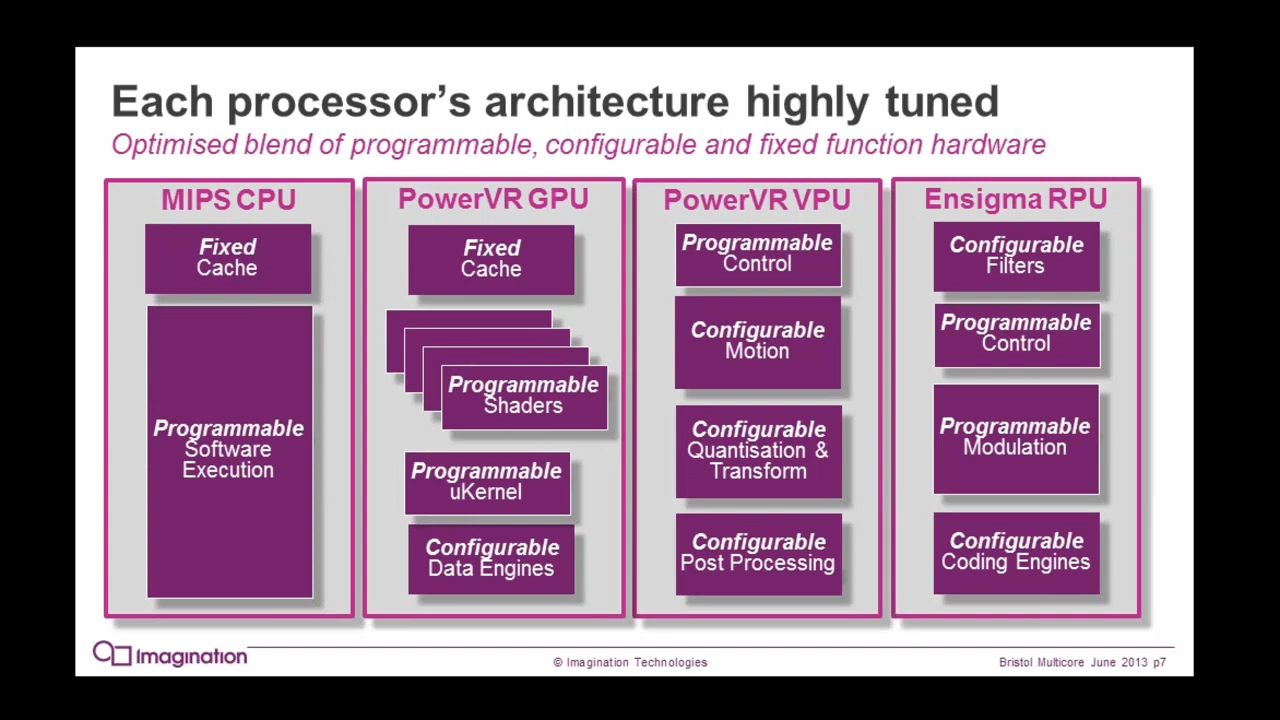 Each processor's architecture highly tuned
Optimised blend of programmable, configurable and fixed function hardware
MIPS CPU
Fixed
Cache
Programmable
Software
Execution
PowerVR GPU
Fixed
Cache
Programmable
Shaders
Programmable
uKernel
Configurable
Data Engines
PowerVR VPU
Programmable
Control
Configurable
Motion
Configurable
Quantisation &
Transform
Configurable
Post Processing
Ensigma RPU
Configurable
Filters
Programmable
Control
Programmable
Modulation
Configurable
Coding Engines
Imagination
© Imagination Technologies
Bristol Multicore June 2013 p7